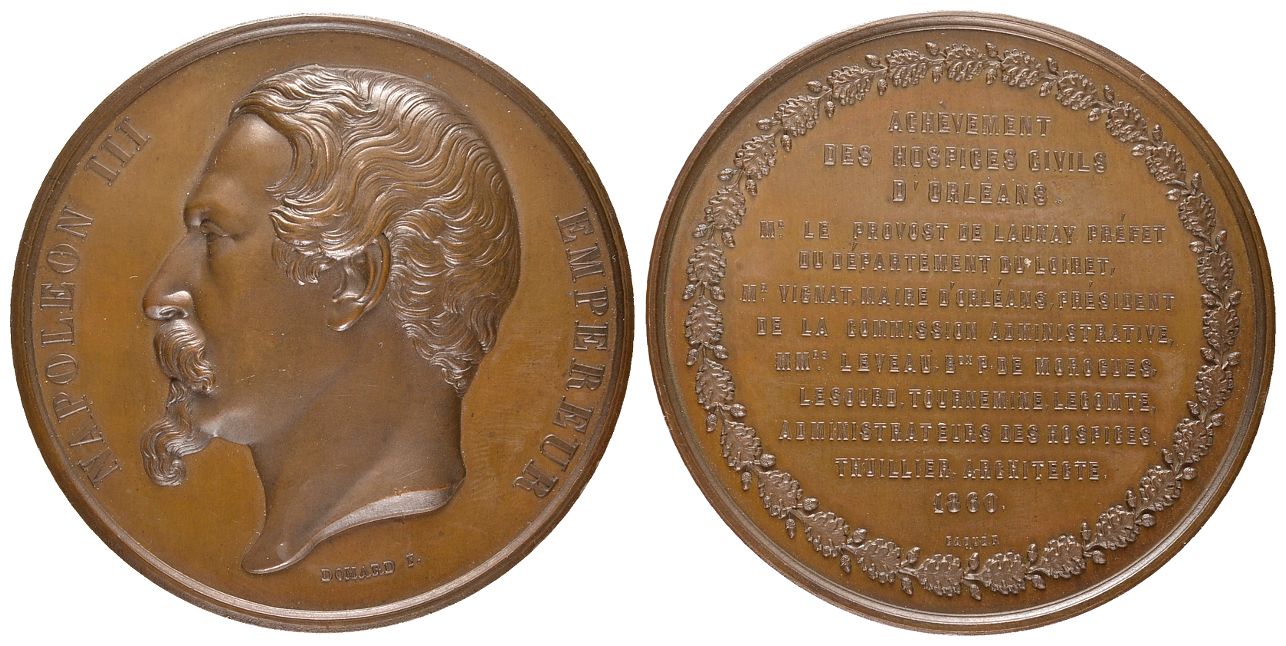 NAPOLEON III
EMPEREUR
ACHÈVEMENT
DES HOSPICES CIVILS
D'ORLÉANS.
Mʳ LE PROVOST DE LAUNAY PRÉFET
DU DÉPARTEMENT DU LOIRET,
Mʳ VIGNAT, MAIRE D'ORLÉANS, PRÉSIDENT
DE LA COMMISSION ADMINISTRATIVE,
MMʳˢ LEVEAU. Bᵒⁿ P. DE MOROGUES,
LESOURD. TOURNEMINE. LECOMTE,
ADMINISTRATEURS DES HOSPICES.
THUILLIER. ARCHITECTE.
1860.